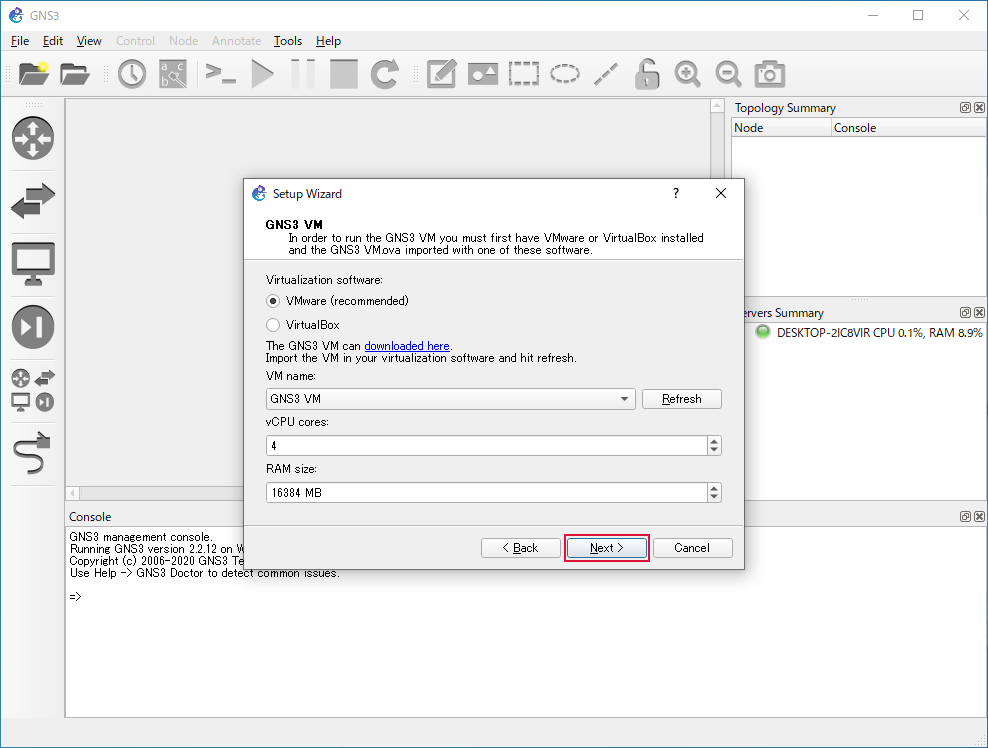 GNS3
File Edit View Control Node Annotate Tools Help
Topology Summary
Node Console
Setup Wizard
?
GNS3 VM
In order to run the GNS3 VM you must first have VMware or VirtualBox installed
and the GNS3 VM.ova imported with one of these software.
Virtualization software:
VMware (recommended)
VirtualBox
The GNS3 VM can downloaded here.
Import the VM in your virtualization software and hit refresh.
VM name:
GNS3 VM
Refresh
vCPU cores:
4
RAM size:
16384 MB
< Back
Next >
Cancel
ervers Summary
DESKTOP-2IC8VIR CPU 0.1%, RAM 8.9%
Console
GNS3 management console.
Running GNS3 version 2.2.12 on W
Copyright (c) 2006-2020 GNS3 Te
Use Help -> GNS3 Doctor to detect common issues.
=>